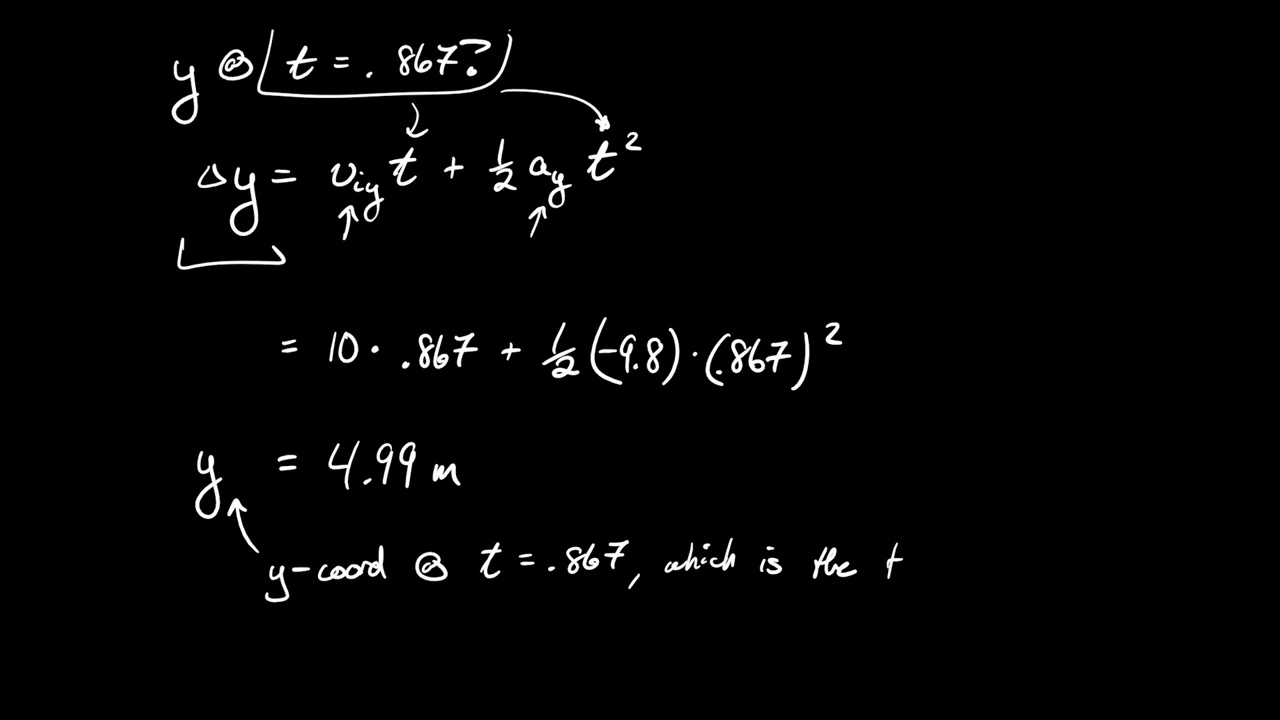 y @ t = .867?
Δy = v_iy t + ½ a_y t²
= 10 · .867 + ½ (-9.8) · (.867)²
y = 4.99 m
y-coord @ t = .867, which is the t